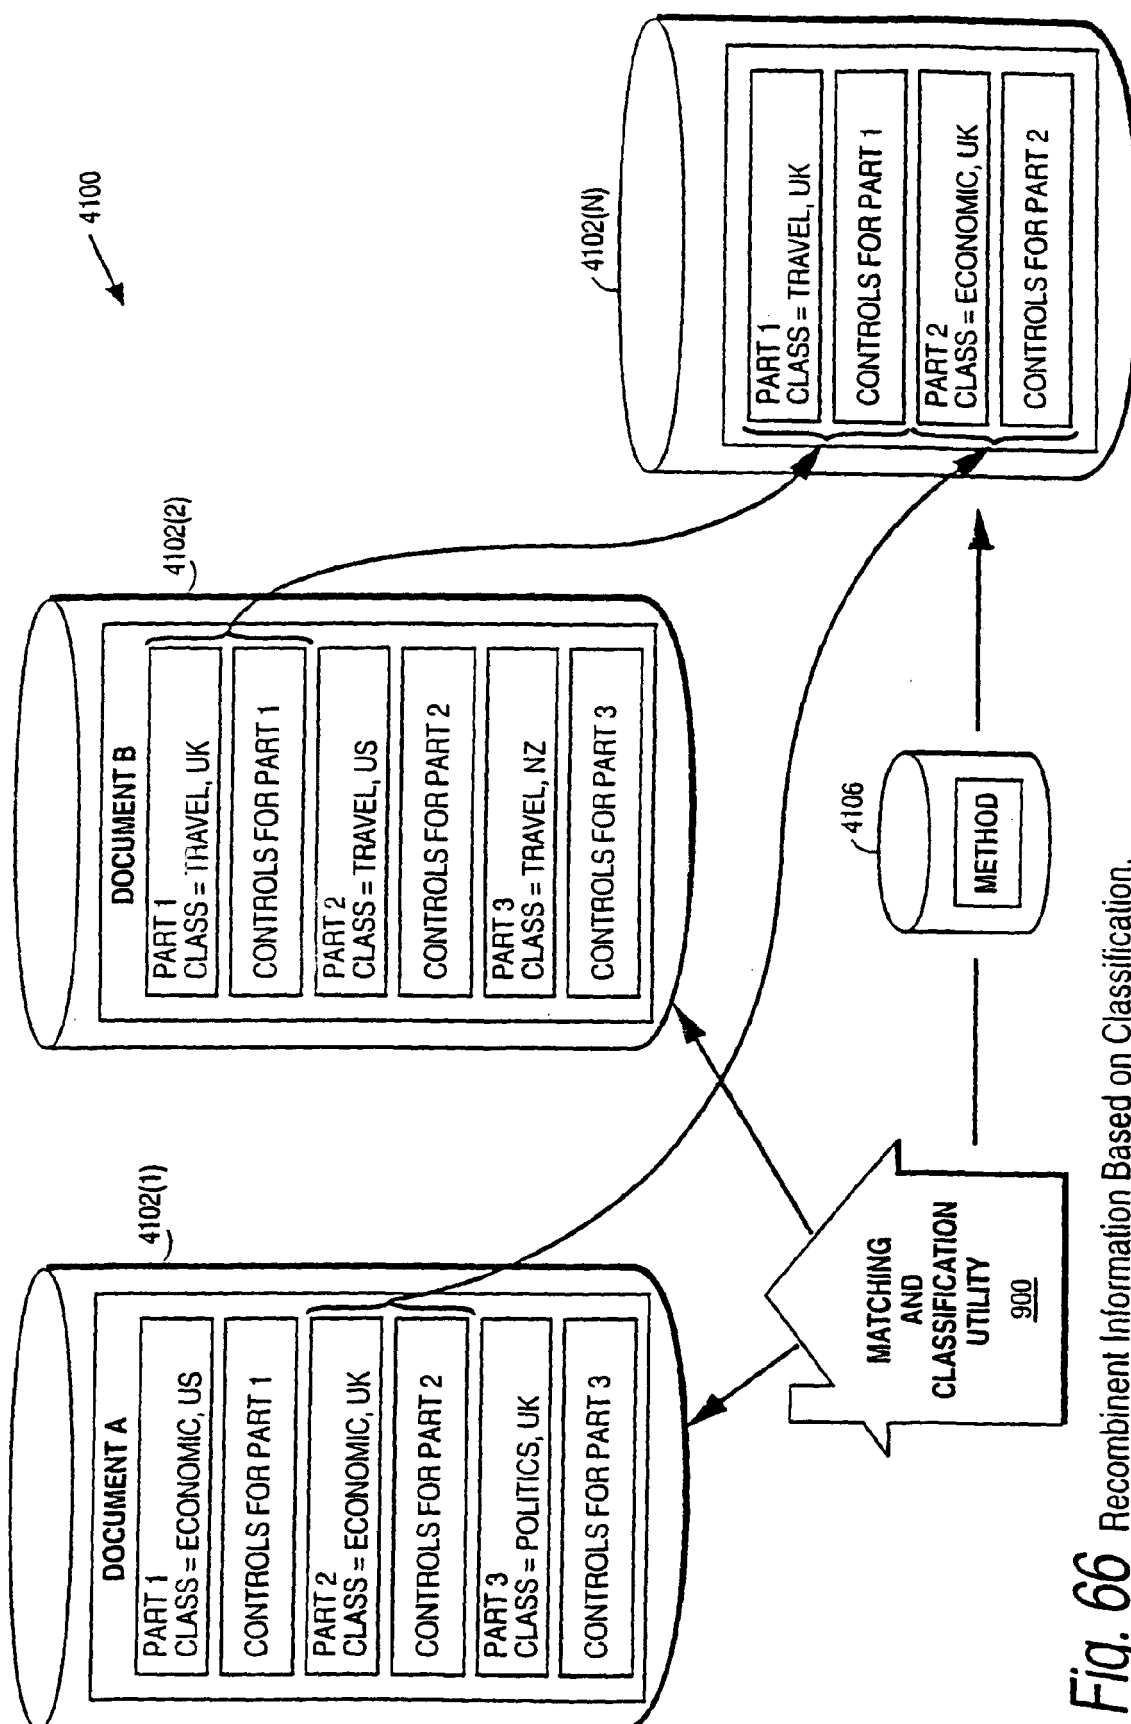 4100
4102(1)
DOCUMENT A
PART 1
CLASS = ECONOMIC, US
CONTROLS FOR PART 1
PART 2
CLASS = ECONOMIC, UK
CONTROLS FOR PART 2
PART 3
CLASS = POLITICS, UK
CONTROLS FOR PART 3
4102(2)
DOCUMENT B
PART 1
CLASS = TRAVEL, UK
CONTROLS FOR PART 1
PART 2
CLASS = TRAVEL, US
CONTROLS FOR PART 2
PART 3
CLASS = TRAVEL, NZ
CONTROLS FOR PART 3
4102(N)
PART 1
CLASS = TRAVEL, UK
CONTROLS FOR PART 1
PART 2
CLASS = ECONOMIC, UK
CONTROLS FOR PART 2
MATCHING
AND
CLASSIFICATION
UTILITY
900
4106
METHOD
Fig. 66 Recombinent Information Based on Classification.